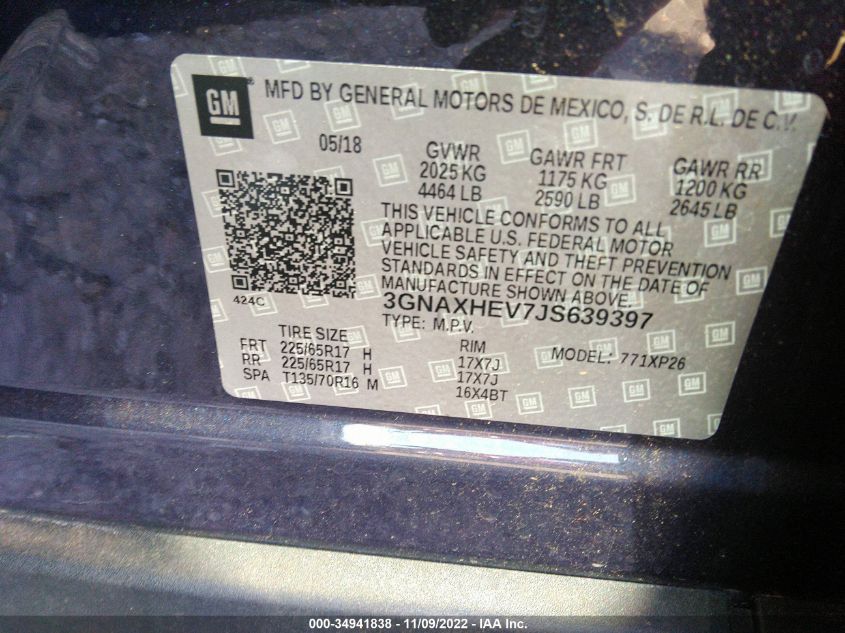 GM ® MFD BY GENERAL MOTORS DE MEXICO, S. DE R.L. DE C.V.
05/18 GVWR GAWR FRT GAWR RR
2025 KG 1175 KG 1200 KG
4464 LB 2590 LB 2645 LB
THIS VEHICLE CONFORMS TO ALL
APPLICABLE U.S. FEDERAL MOTOR
VEHICLE SAFETY AND THEFT PREVENTION
STANDARDS IN EFFECT ON THE DATE OF
MANUFACTURE SHOWN ABOVE.
424C 3GNAXHEV7JS639397
TYPE: M.P.V. MODEL: 771XP26
TIRE SIZE RIM
FRT 225/65R17 H 17X7J
RR 225/65R17 H 17X7J
SPA T135/70R16 M 16X4BT
000-34941838 - 11/09/2022 - IAA Inc.